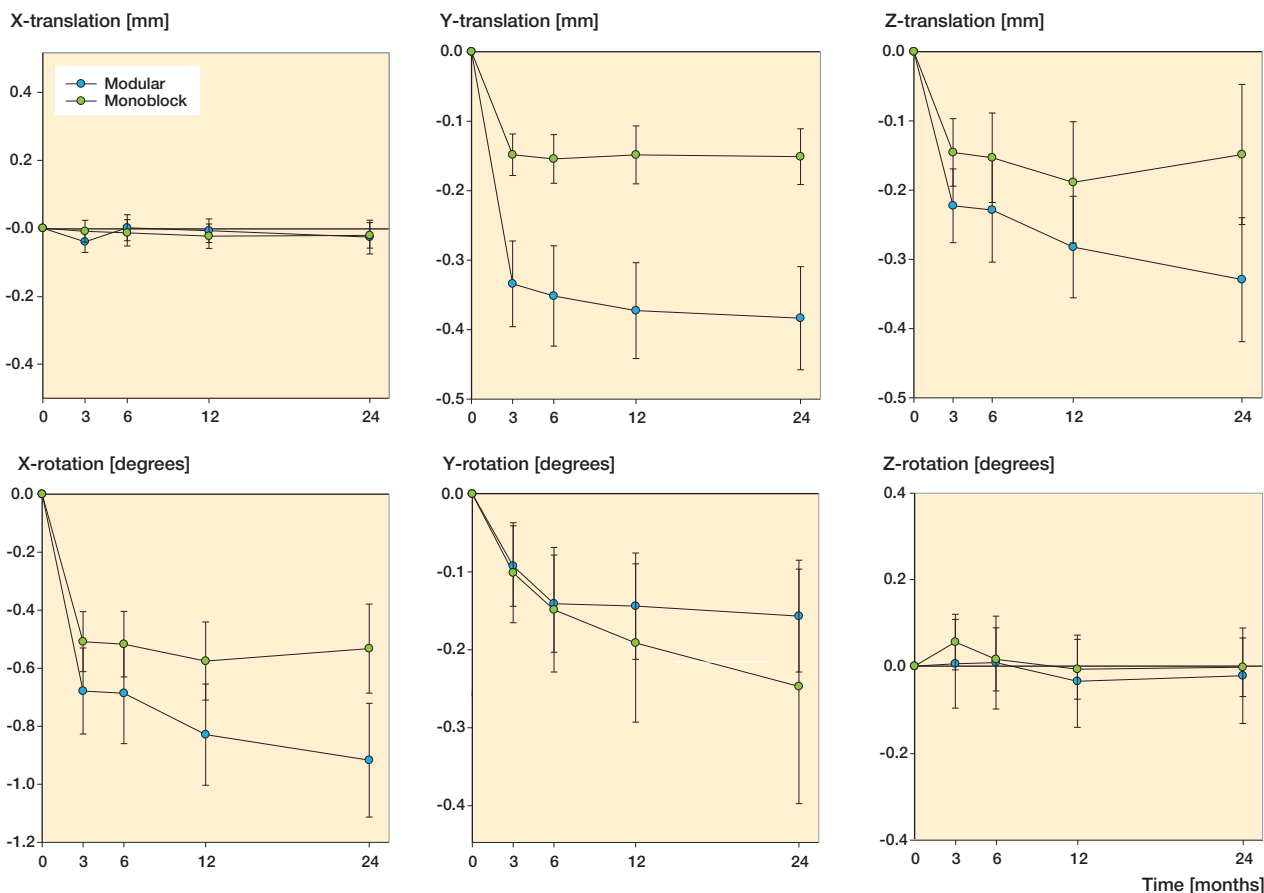 X-translation [mm]
Y-translation [mm]
Z-translation [mm]
0.4
0.2
-0.0
-0.2
-0.4
Modular
Monoblock
0 3 6 12 24
0.0
-0.1
-0.2
-0.3
-0.4
-0.5
0 3 6 12 24
0.0
-0.1
-0.2
-0.3
-0.4
-0.5
0 3 6 12 24
X-rotation [degrees]
Y-rotation [degrees]
Z-rotation [degrees]
0.0
-0.2
-0.4
-0.6
-0.8
-1.0
-1.2
0 3 6 12 24
0.0
-0.1
-0.2
-0.3
-0.4
0 3 6 12 24
0.4
0.2
0.0
-0.2
-0.4
0 3 6 12 24
Time [months]